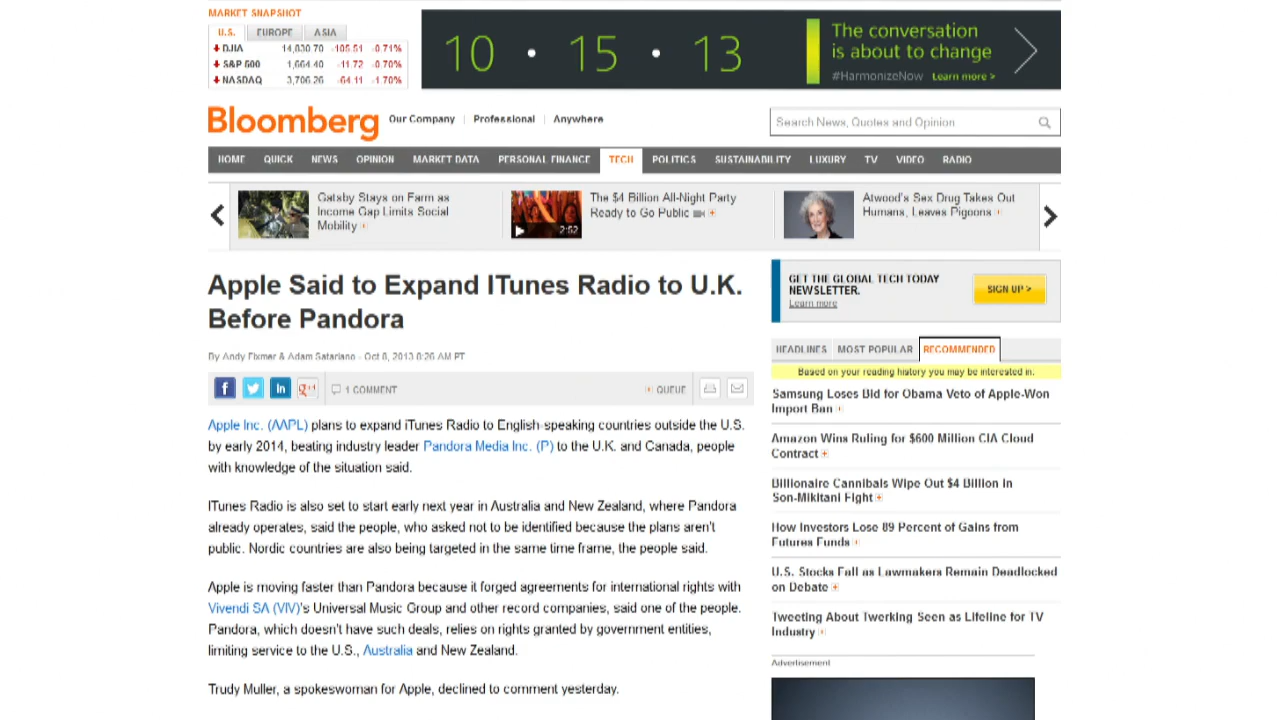 MARKET SNAPSHOT
U.S. EUROPE ASIA
DJIA 14,830.70 -105.51 -0.71%
S&P 500 1,664.40 -11.72 -0.70%
NASDAQ 3,706.26 -64.11 -1.70%
10 • 15 • 13
The conversation
is about to change
#HarmonizeNow Learn more >
Bloomberg
Our Company Professional Anywhere
Search News, Quotes and Opinion
HOME QUICK NEWS OPINION MARKET DATA PERSONAL FINANCE TECH POLITICS SUSTAINABILITY LUXURY TV VIDEO RADIO
Gatsby Stays on Farm as
Income Gap Limits Social
Mobility
The $4 Billion All-Night Party
Ready to Go Public
2:52
Atwood's Sex Drug Takes Out
Humans, Leaves Pigoons
Apple Said to Expand ITunes Radio to U.K.
Before Pandora
By Andy Fixmer & Adam Satariano - Oct 8, 2013 8:26 AM PT
f in g+1 1 COMMENT QUEUE
Apple Inc. (AAPL) plans to expand iTunes Radio to English-speaking countries outside the U.S.
by early 2014, beating industry leader Pandora Media Inc. (P) to the U.K. and Canada, people
with knowledge of the situation said.
ITunes Radio is also set to start early next year in Australia and New Zealand, where Pandora
already operates, said the people, who asked not to be identified because the plans aren't
public. Nordic countries are also being targeted in the same time frame, the people said.
Apple is moving faster than Pandora because it forged agreements for international rights with
Vivendi SA (VIV)'s Universal Music Group and other record companies, said one of the people.
Pandora, which doesn't have such deals, relies on rights granted by government entities,
limiting service to the U.S., Australia and New Zealand.
Trudy Muller, a spokeswoman for Apple, declined to comment yesterday.
GET THE GLOBAL TECH TODAY
NEWSLETTER.
Learn more
SIGN UP >
HEADLINES MOST POPULAR RECOMMENDED
Based on your reading history you may be interested in.
Samsung Loses Bid for Obama Veto of Apple-Won
Import Ban
Amazon Wins Ruling for $600 Million CIA Cloud
Contract
Billionaire Cannibals Wipe Out $4 Billion in
Son-Mikitani Fight
How Investors Lose 89 Percent of Gains from
Futures Funds
U.S. Stocks Fall as Lawmakers Remain Deadlocked
on Debate
Tweeting About Twerking Seen as Lifeline for TV
Industry
Advertisement